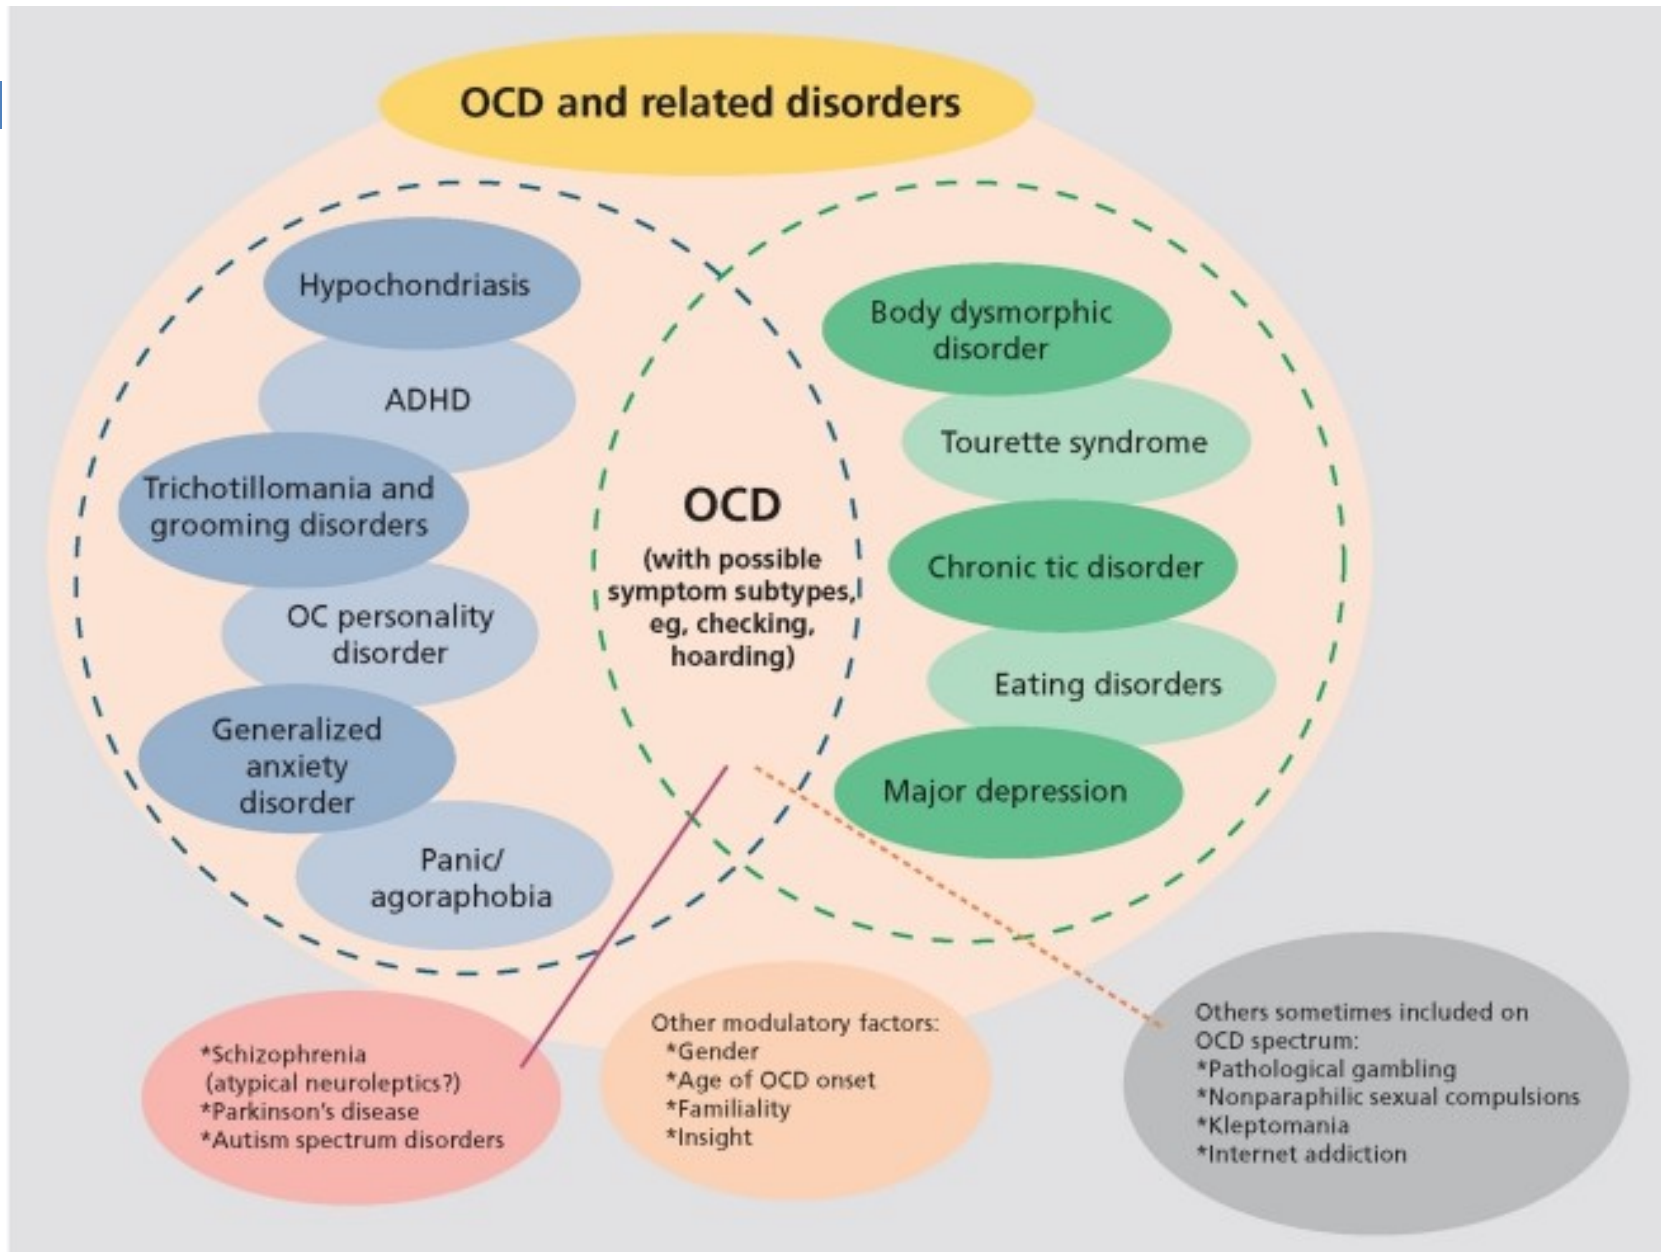 OCD and related disorders
Hypochondriasis
ADHD
Trichotillomania and
grooming disorders
OC personality
disorder
Generalized
anxiety
disorder
Panic/
agoraphobia
OCD
(with possible
symptom subtypes,
eg, checking,
hoarding)
Body dysmorphic
disorder
Tourette syndrome
Chronic tic disorder
Eating disorders
Major depression
*Schizophrenia
(atypical neuroleptics?)
*Parkinson's disease
*Autism spectrum disorders
Other modulatory factors:
*Gender
*Age of OCD onset
*Familiality
*Insight
Others sometimes included on
OCD spectrum:
*Pathological gambling
*Nonparaphilic sexual compulsions
*Kleptomania
*Internet addiction